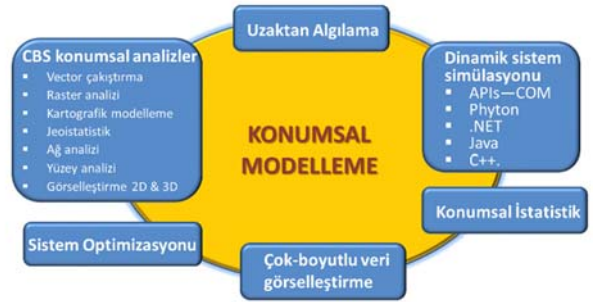 Uzaktan Algılama
CBS konumsal analizler
▪ Vector çakıştırma
▪ Raster analizi
▪ Kartografik modelleme
▪ Jeoistatistik
▪ Ağ analizi
▪ Yüzey analizi
▪ Görselleştirme 2D & 3D
Dinamik sistem
simülasyonu
▪ APIs—COM
▪ Phyton
▪ .NET
▪ Java
▪ C++.
KONUMSAL
MODELLEME
Konumsal İstatistik
Sistem Optimizasyonu
Çok-boyutlu veri
görselleştirme